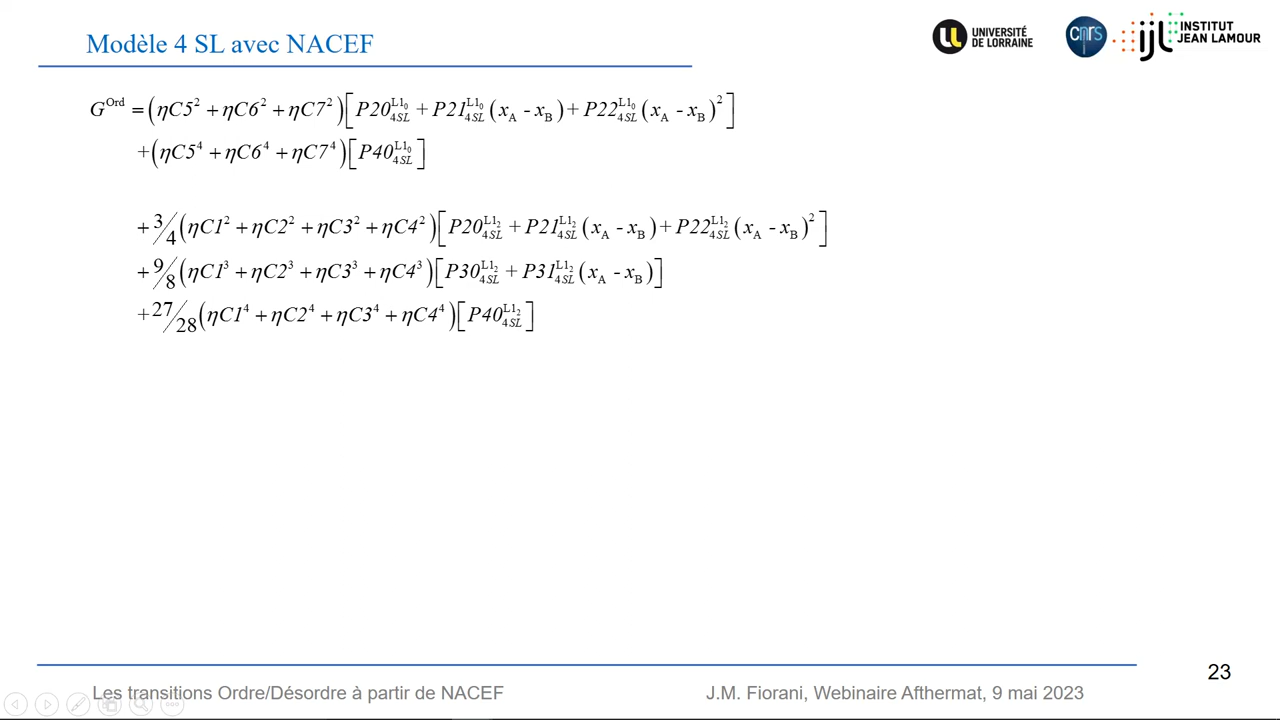 Modèle 4 SL avec NACEF
UNIVERSITÉ
DE LORRAINE
cnrs
ijl
INSTITUT
JEAN LAMOUR
G^Ord = (ηC5² + ηC6² + ηC7²)[P20_4SL^L1₀ + P21_4SL^L1₀ (x_A - x_B) + P22_4SL^L1₀ (x_A - x_B)²]
+(ηC5⁴ + ηC6⁴ + ηC7⁴)[P40_4SL^L1₀]
+3/4(ηC1² + ηC2² + ηC3² + ηC4²)[P20_4SL^L1₂ + P21_4SL^L1₂ (x_A - x_B) + P22_4SL^L1₂ (x_A - x_B)²]
+9/8(ηC1³ + ηC2³ + ηC3³ + ηC4³)[P30_4SL^L1₂ + P31_4SL^L1₂ (x_A - x_B)]
+27/28(ηC1⁴ + ηC2⁴ + ηC3⁴ + ηC4⁴)[P40_4SL^L1₂]
23
Les transitions Ordre/Désordre à partir de NACEF
J.M. Fiorani, Webinaire Afthermat, 9 mai 2023